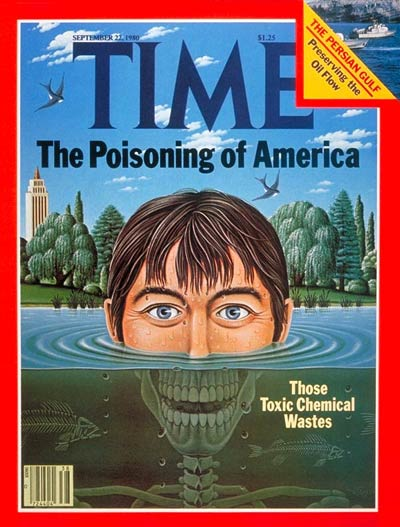 SEPTEMBER 22, 1980
$1.25
TIME
THE PERSIAN GULF
Preserving the
Oil Flow
The Poisoning of America
Those
Toxic Chemical
Wastes